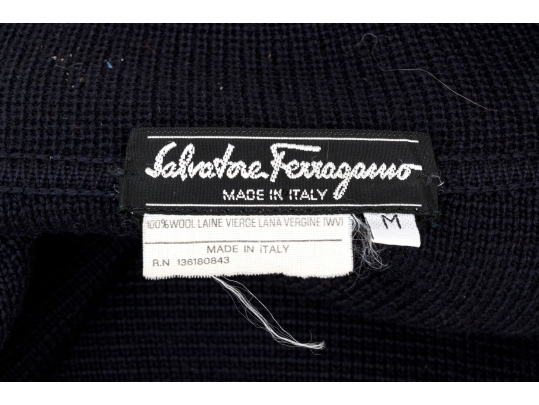 Salvatore Ferragamo
MADE IN ITALY
100% WOOL LAINE VIERGE LANA VERGINE (WV)
M
MADE IN ITALY
R.N 136180843